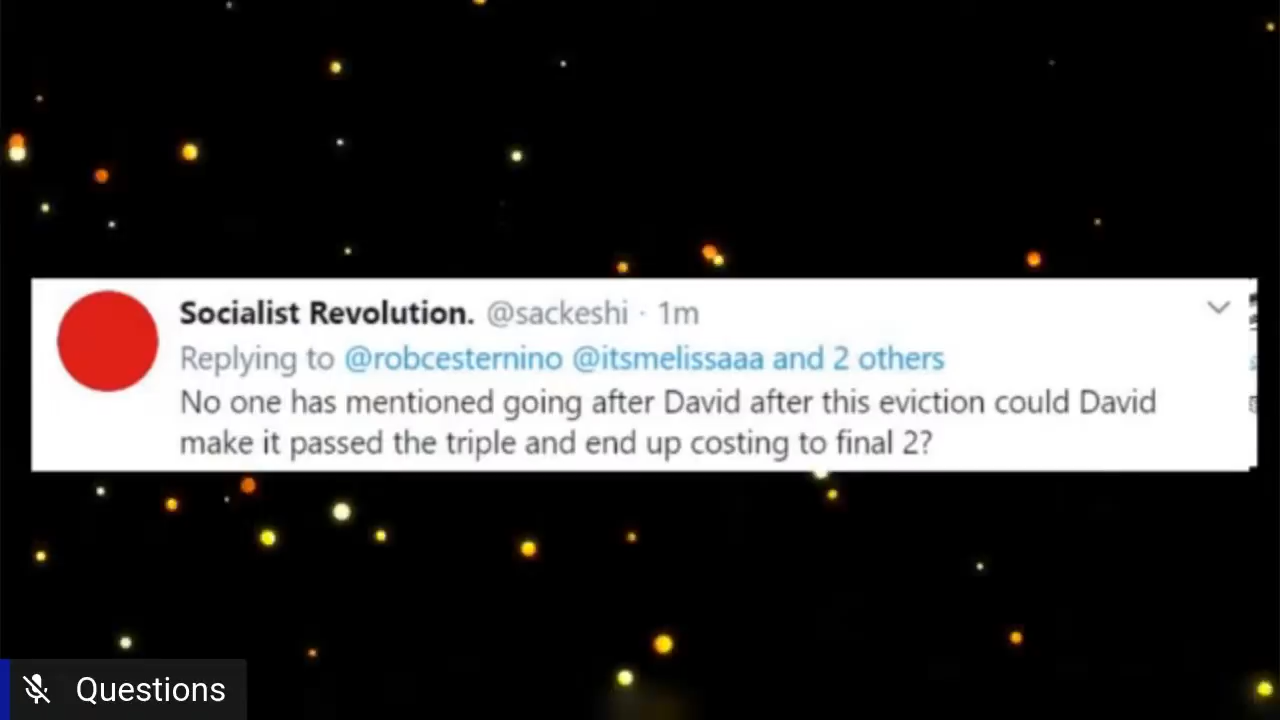 Socialist Revolution. @sackeshi · 1m
Replying to @robcesternino @itsmelissaaa and 2 others
No one has mentioned going after David after this eviction could David
make it passed the triple and end up costing to final 2?
Questions